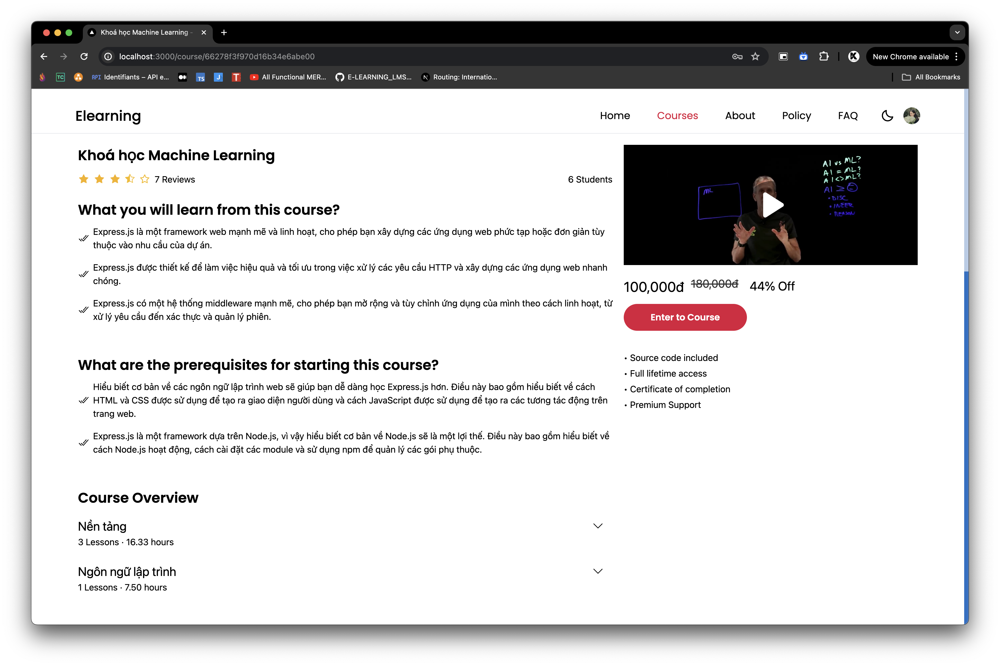 Khoá học Machine Learning -
localhost:3000/course/66278f3f970d16b34e6abe00
New Chrome available
TC
API Identifiants – API e...
TS
J
T
All Functional MER...
E-LEARNING_LMS...
N Routing: Internatio...
All Bookmarks
Elearning
Home
Courses
About
Policy
FAQ
Khoá học Machine Learning
7 Reviews
6 Students
What you will learn from this course?
Express.js là một framework web mạnh mẽ và linh hoạt, cho phép bạn xây dựng các ứng dụng web phức tạp hoặc đơn giản tùy
thuộc vào nhu cầu của dự án.
Express.js được thiết kế để làm việc hiệu quả và tối ưu trong việc xử lý các yêu cầu HTTP và xây dựng các ứng dụng web nhanh
chóng.
Express.js có một hệ thống middleware mạnh mẽ, cho phép bạn mở rộng và tùy chỉnh ứng dụng của mình theo cách linh hoạt, từ
xử lý yêu cầu đến xác thực và quản lý phiên.
What are the prerequisites for starting this course?
Hiểu biết cơ bản về các ngôn ngữ lập trình web sẽ giúp bạn dễ dàng học Express.js hơn. Điều này bao gồm hiểu biết về cách
HTML và CSS được sử dụng để tạo ra giao diện người dùng và cách JavaScript được sử dụng để tạo ra các tương tác động trên
trang web.
Express.js là một framework dựa trên Node.js, vì vậy hiểu biết cơ bản về Node.js sẽ là một lợi thế. Điều này bao gồm hiểu biết về
cách Node.js hoạt động, cách cài đặt các module và sử dụng npm để quản lý các gói phụ thuộc.
Course Overview
Nền tảng
3 Lessons · 16.33 hours
Ngôn ngữ lập trình
1 Lessons · 7.50 hours
ML
AI vs ML?
AI = ML?
AI <> ML?
AI ≥
• DISC
• INFER
• REASON
100,000đ 180,000đ 44% Off
Enter to Course
• Source code included
• Full lifetime access
• Certificate of completion
• Premium Support